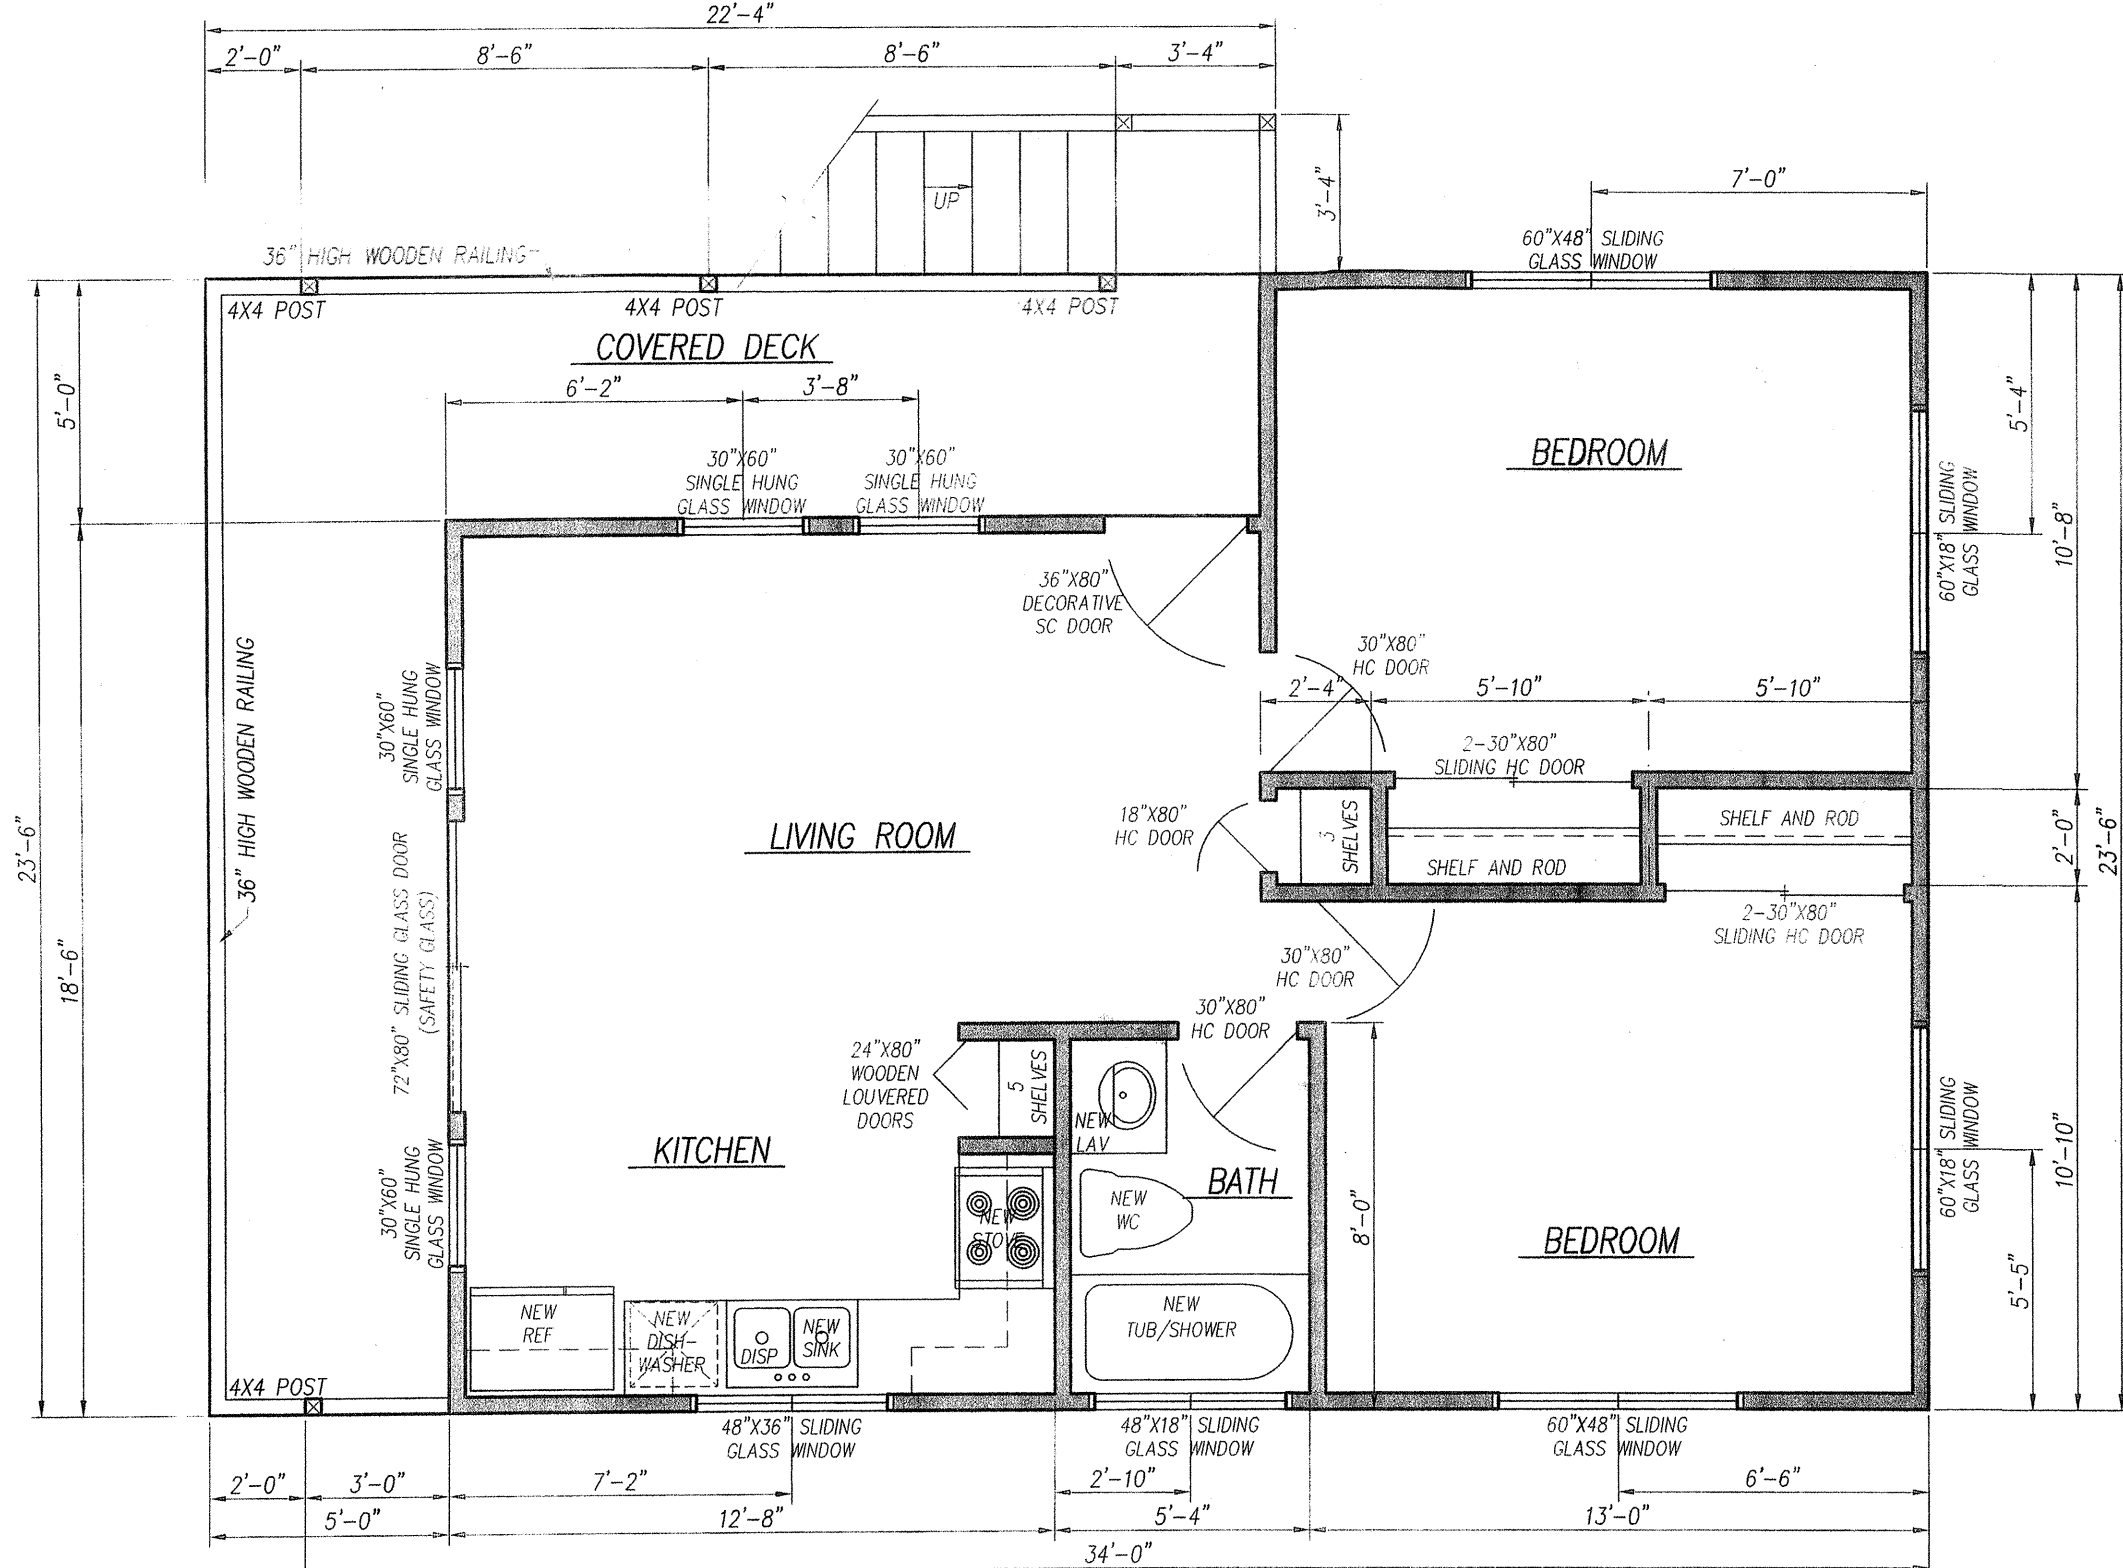 22'-4"
2'-0"
8'-6"
8'-6"
3'-4"
3'-4"
UP
7'-0"
36" HIGH WOODEN RAILING
60"X48" SLIDING
GLASS WINDOW
4X4 POST
4X4 POST
4X4 POST
COVERED DECK
5'-0"
6'-2"
3'-8"
5'-4"
30"X60"
SINGLE HUNG
GLASS WINDOW
30"X60"
SINGLE HUNG
GLASS WINDOW
BEDROOM
60"X18" SLIDING
GLASS WINDOW
10'-8"
36"X80"
DECORATIVE
SC DOOR
30"X80"
HC DOOR
2'-4"
5'-10"
5'-10"
36" HIGH WOODEN RAILING
30"X60"
SINGLE HUNG
GLASS WINDOW
2-30"X80"
SLIDING HC DOOR
18"X80"
HC DOOR
3
SHELVES
SHELF AND ROD
SHELF AND ROD
2'-0"
23'-6"
23'-6"
LIVING ROOM
18'-6"
72"X80" SLIDING GLASS DOOR
(SAFETY GLASS)
2-30"X80"
SLIDING HC DOOR
30"X80"
HC DOOR
30"X80"
HC DOOR
24"X80"
WOODEN
LOUVERED
DOORS
5
SHELVES
NEW
LAV
KITCHEN
BATH
30"X60"
SINGLE HUNG
GLASS WINDOW
NEW
WC
NEW
STOVE
8'-0"
BEDROOM
60"X18" SLIDING
GLASS WINDOW
10'-10"
5'-5"
NEW
REF
NEW
DISH-
WASHER
DISP
NEW
SINK
NEW
TUB/SHOWER
4X4 POST
48"X36" SLIDING
GLASS WINDOW
48"X18" SLIDING
GLASS WINDOW
60"X48" SLIDING
GLASS WINDOW
2'-0"
3'-0"
7'-2"
2'-10"
6'-6"
5'-0"
12'-8"
5'-4"
13'-0"
34'-0"